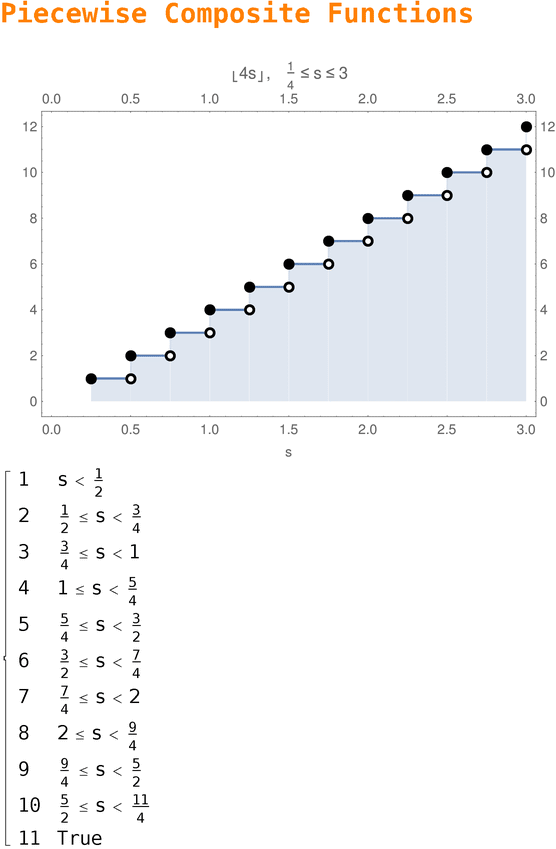 Piecewise Composite Functions
⌊4s⌋, 1/4 ≤ s ≤ 3
0.0 0.5 1.0 1.5 2.0 2.5 3.0
12 12
10 10
8 8
6 6
4 4
2 2
0 0
0.0 0.5 1.0 1.5 2.0 2.5 3.0
s
1 s < 1/2
2 1/2 ≤ s < 3/4
3 3/4 ≤ s < 1
4 1 ≤ s < 5/4
5 5/4 ≤ s < 3/2
6 3/2 ≤ s < 7/4
7 7/4 ≤ s < 2
8 2 ≤ s < 9/4
9 9/4 ≤ s < 5/2
10 5/2 ≤ s < 11/4
11 True